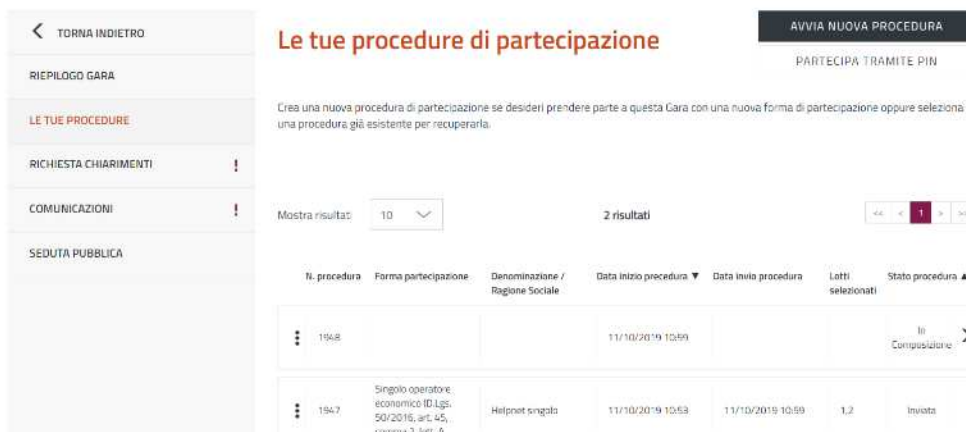 TORNA INDIETRO
RIEPILOGO GARA
LE TUE PROCEDURE
RICHIESTA CHIARIMENTI !
COMUNICAZIONI !
SEDUTA PUBBLICA
Le tue procedure di partecipazione
AVVIA NUOVA PROCEDURA
PARTECIPA TRAMITE PIN
Crea una nuova procedura di partecipazione se desideri prendere parte a questa Gara con una nuova forma di partecipazione oppure seleziona
una procedura già esistente per recuperarla.
Mostra risultati 10 2 risultati << < 1 > >>
N. procedura Forma partecipazione Denominazione / Data inizio precedura ▼ Data invio procedura Lotti Stato procedura ▲
Ragione Sociale selezionati
1948 11/10/2019 10:59 In
Composizione
Singolo operatore
economico (D.Lgs.
50/2016, art. 45,
comma 2, lett. A
1947 Helpnet singolo 11/10/2019 10:53 11/10/2019 10:59 1,2 Inviata